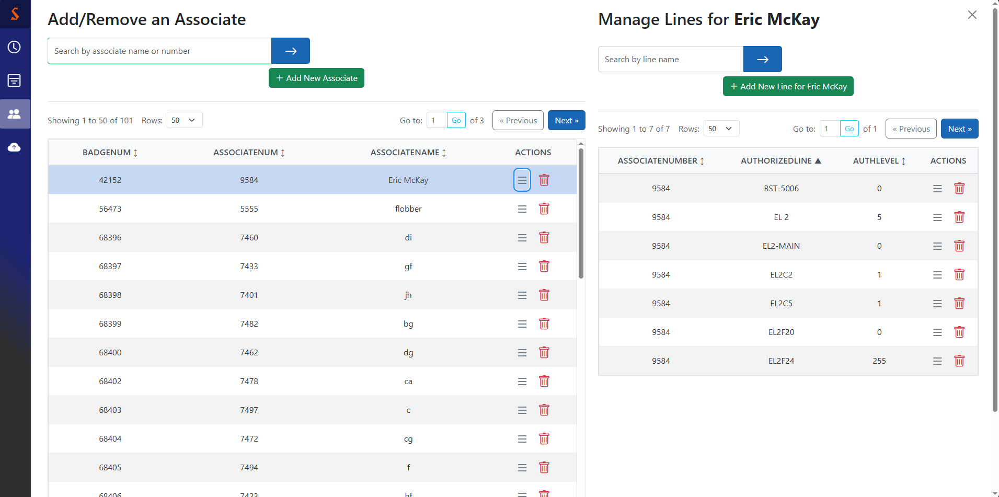 Add/Remove an Associate
Search by associate name or number
+ Add New Associate
Showing 1 to 50 of 101 Rows: 50 Go to: 1 Go of 3 « Previous Next »
BADGENUM ↕ ASSOCIATENUM ↕ ASSOCIATENAME ↕ ACTIONS
42152 9584 Eric McKay
56473 5555 flobber
68396 7460 di
68397 7433 gf
68398 7401 jh
68399 7482 bg
68400 7462 dg
68402 7478 ca
68403 7497 c
68404 7472 cg
68405 7494 f
68406 7423 hf
Manage Lines for Eric McKay
Search by line name
+ Add New Line for Eric McKay
Showing 1 to 7 of 7 Rows: 50 Go to: 1 Go of 1 « Previous Next »
ASSOCIATENUMBER ↕ AUTHORIZEDLINE ▲ AUTHLEVEL ↕ ACTIONS
9584 BST-5006 0
9584 EL 2 5
9584 EL2-MAIN 0
9584 EL2C2 1
9584 EL2C5 1
9584 EL2F20 0
9584 EL2F24 255